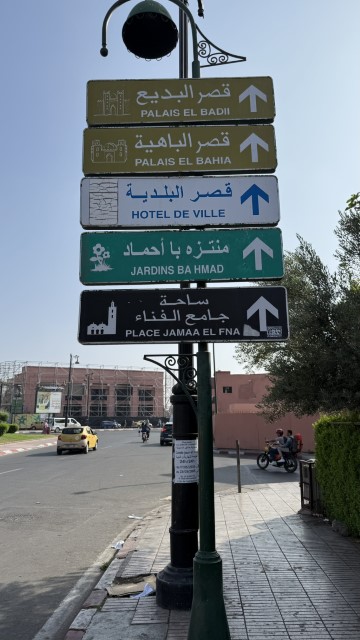 قصر البديع
PALAIS EL BADII
قصر الباهية
PALAIS EL BAHIA
قصر البلدية
HOTEL DE VILLE
منتزه با أحماد
JARDINS BA HMAD
ساحة
جامع الفناء
PLACE JAMAA EL FNA